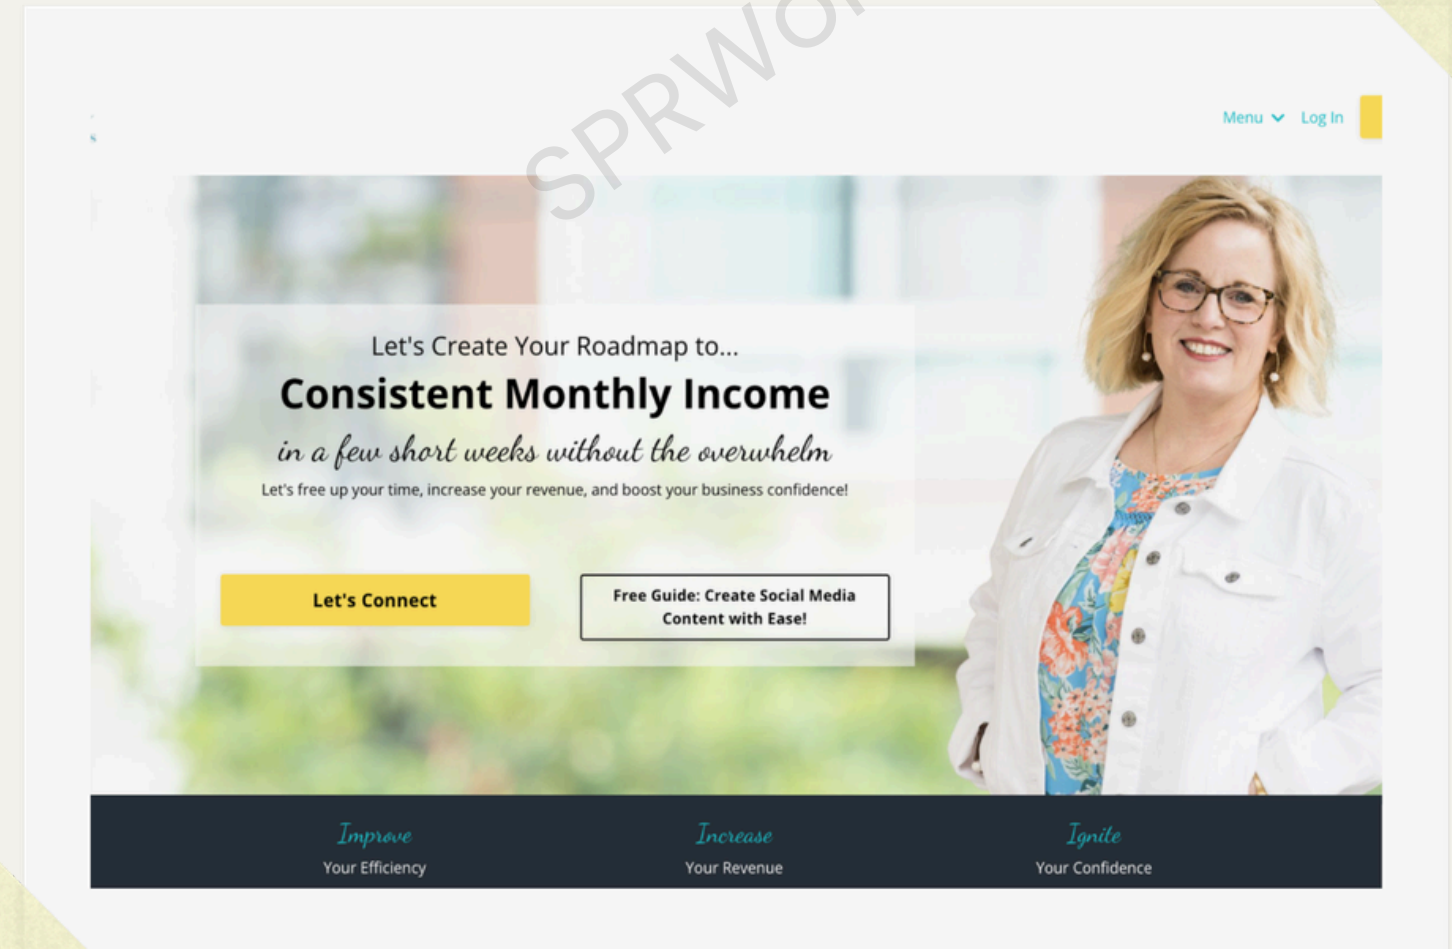 SPRWO
Menu Log In
Let's Create Your Roadmap to...
Consistent Monthly Income
in a few short weeks without the overwhelm
Let's free up your time, increase your revenue, and boost your business confidence!
Let's Connect
Free Guide: Create Social Media
Content with Ease!
Improve
Your Efficiency
Increase
Your Revenue
Ignite
Your Confidence